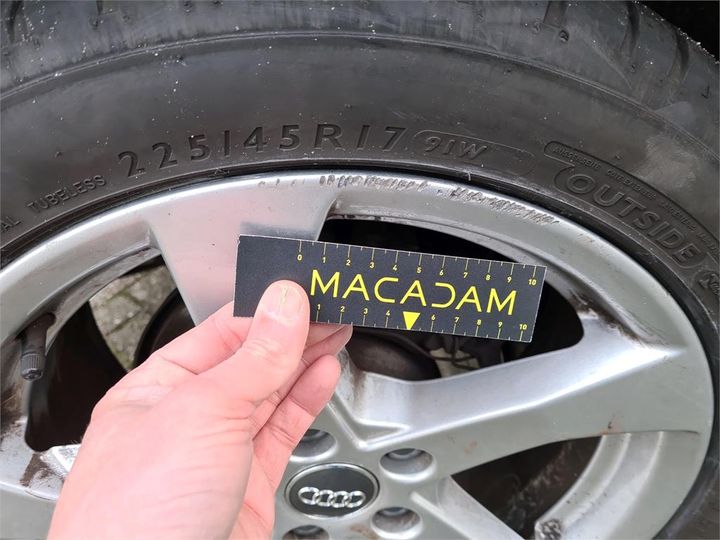 225/45R17 91W
AL TUBELESS
OUTSIDE
0 1 2 3 4 5 6 7 8 9 10
MACADAM
1 2 3 4 6 7 8 9 10